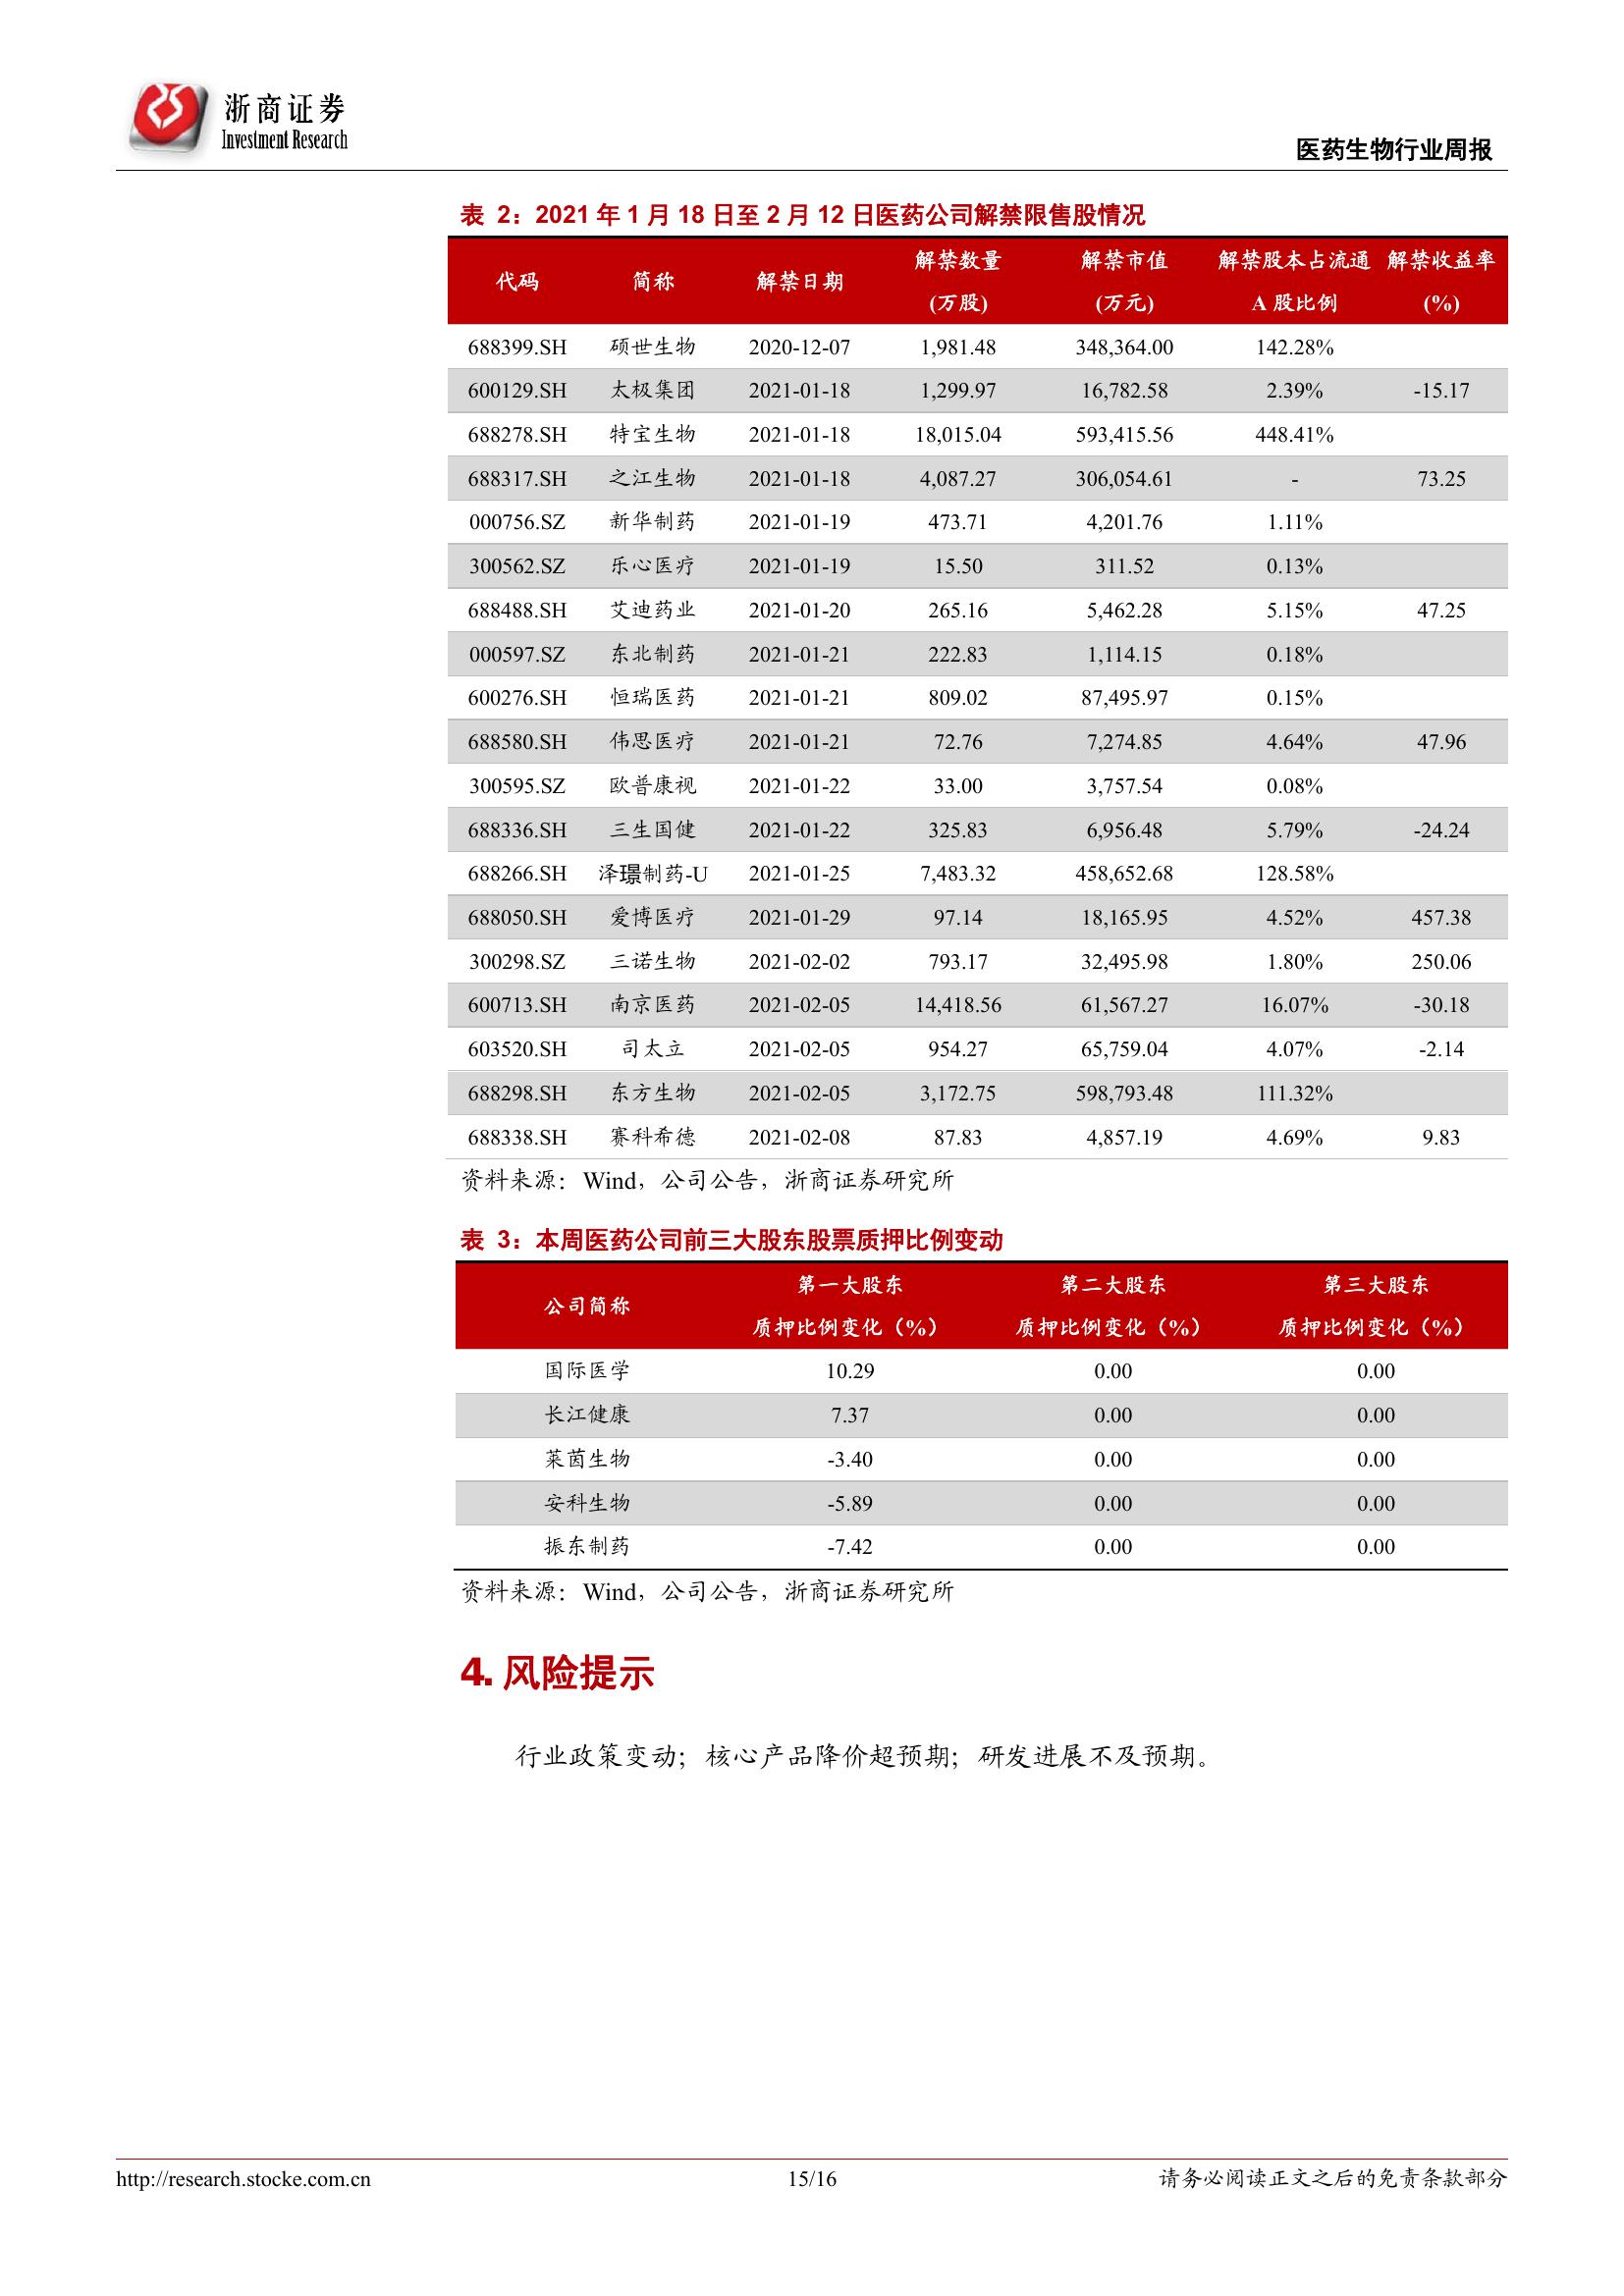 浙商证券
Investment Research
医药生物行业周报
表 2：2021 年 1 月 18 日至 2 月 12 日医药公司解禁限售股情况
代码 简称 解禁日期 解禁数量 (万股) 解禁市值 (万元) 解禁股本占流通 A 股比例 解禁收益率 (%)
688399.SH 硕世生物 2020-12-07 1,981.48 348,364.00 142.28%
600129.SH 太极集团 2021-01-18 1,299.97 16,782.58 2.39% -15.17
688278.SH 特宝生物 2021-01-18 18,015.04 593,415.56 448.41%
688317.SH 之江生物 2021-01-18 4,087.27 306,054.61 - 73.25
000756.SZ 新华制药 2021-01-19 473.71 4,201.76 1.11%
300562.SZ 乐心医疗 2021-01-19 15.50 311.52 0.13%
688488.SH 艾迪药业 2021-01-20 265.16 5,462.28 5.15% 47.25
000597.SZ 东北制药 2021-01-21 222.83 1,114.15 0.18%
600276.SH 恒瑞医药 2021-01-21 809.02 87,495.97 0.15%
688580.SH 伟思医疗 2021-01-21 72.76 7,274.85 4.64% 47.96
300595.SZ 欧普康视 2021-01-22 33.00 3,757.54 0.08%
688336.SH 三生国健 2021-01-22 325.83 6,956.48 5.79% -24.24
688266.SH 泽璟制药-U 2021-01-25 7,483.32 458,652.68 128.58%
688050.SH 爱博医疗 2021-01-29 97.14 18,165.95 4.52% 457.38
300298.SZ 三诺生物 2021-02-02 793.17 32,495.98 1.80% 250.06
600713.SH 南京医药 2021-02-05 14,418.56 61,567.27 16.07% -30.18
603520.SH 司太立 2021-02-05 954.27 65,759.04 4.07% -2.14
688298.SH 东方生物 2021-02-05 3,172.75 598,793.48 111.32%
688338.SH 赛科希德 2021-02-08 87.83 4,857.19 4.69% 9.83
资料来源：Wind，公司公告，浙商证券研究所
表 3：本周医药公司前三大股东股票质押比例变动
公司简称 第一大股东 质押比例变化（%） 第二大股东 质押比例变化（%） 第三大股东 质押比例变化（%）
国际医学 10.29 0.00 0.00
长江健康 7.37 0.00 0.00
莱茵生物 -3.40 0.00 0.00
安科生物 -5.89 0.00 0.00
振东制药 -7.42 0.00 0.00
资料来源：Wind，公司公告，浙商证券研究所
4. 风险提示
行业政策变动；核心产品降价超预期；研发进展不及预期。
http://research.stocke.com.cn 15/16 请务必阅读正文之后的免责条款部分